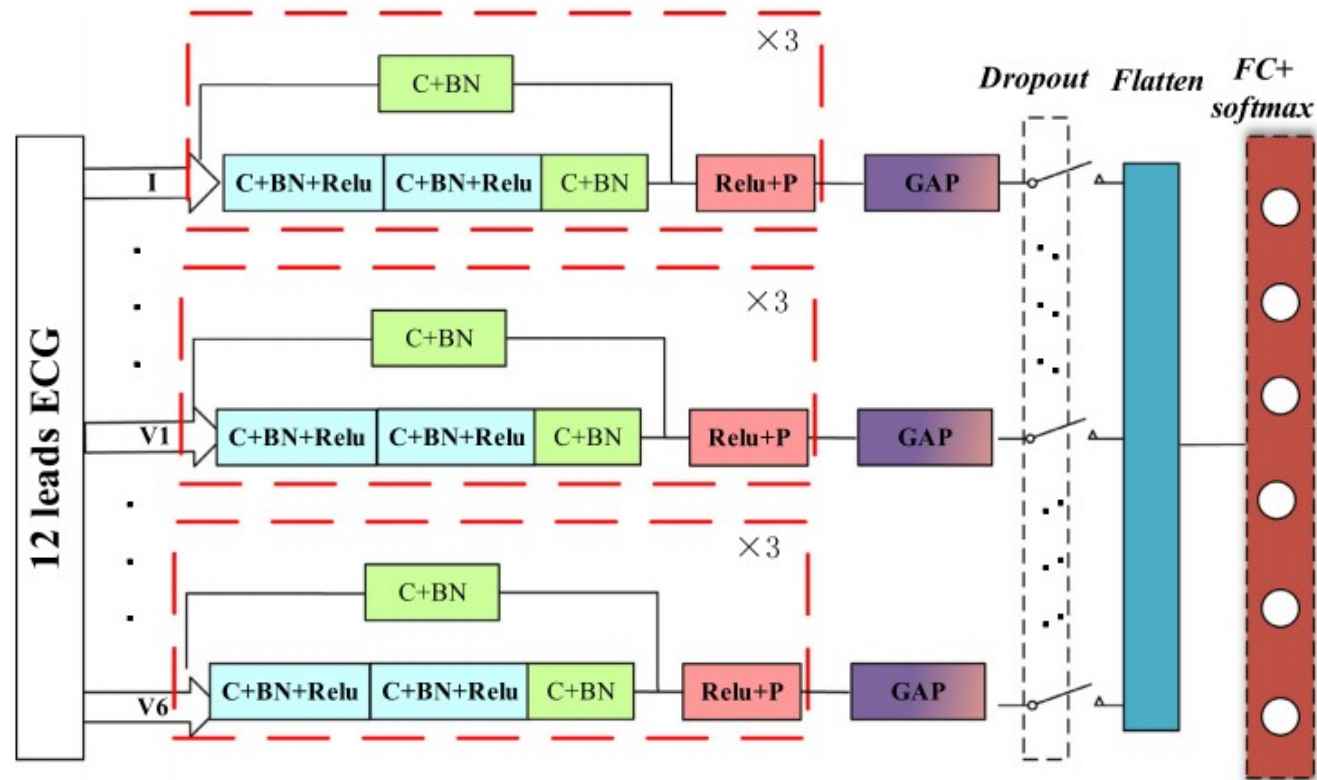 ×3
C+BN
Dropout
Flatten
FC+
softmax
I
C+BN+Relu
C+BN+Relu
C+BN
Relu+P
GAP
×3
C+BN
12 leads ECG
V1
C+BN+Relu
C+BN+Relu
C+BN
Relu+P
GAP
×3
C+BN
V6
C+BN+Relu
C+BN+Relu
C+BN
Relu+P
GAP